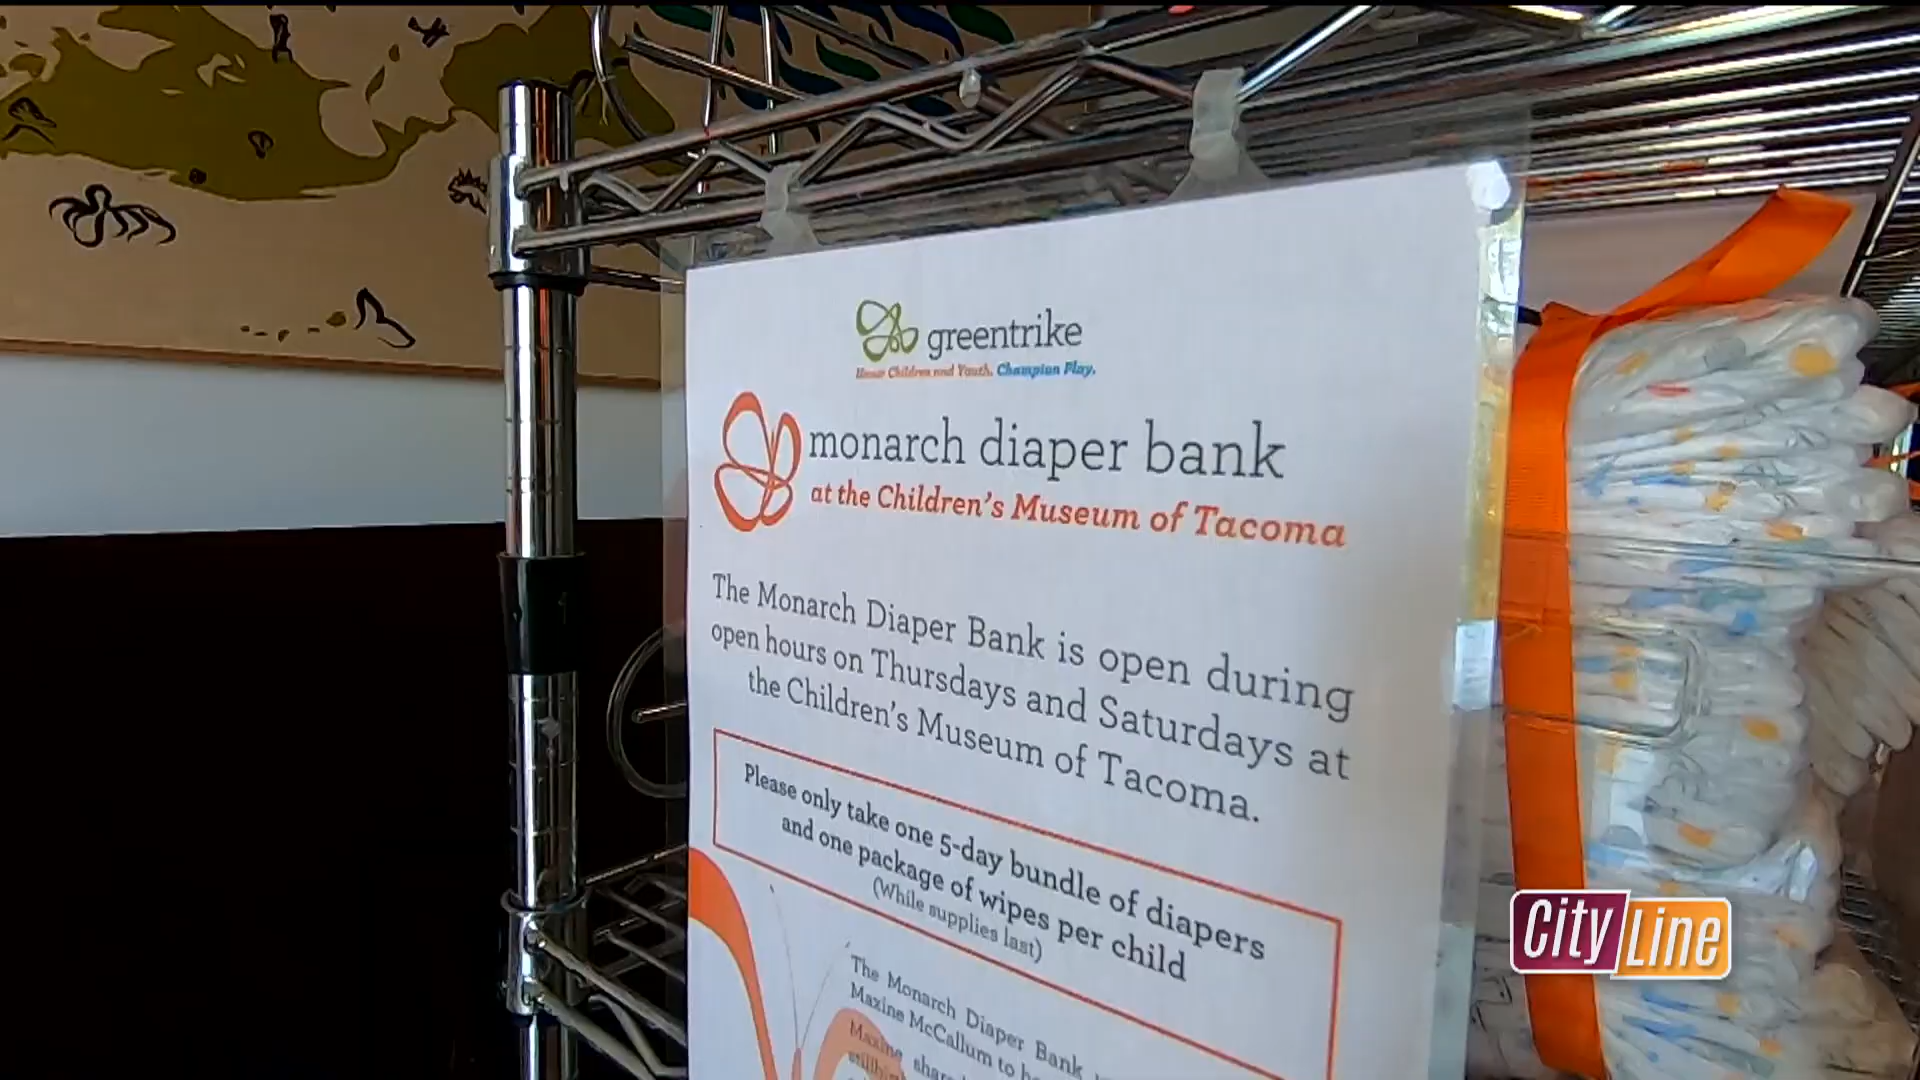 greentrike
Honor Children and Youth. Champion Play.
monarch diaper bank
at the Children's Museum of Tacoma
The Monarch Diaper Bank is open during
open hours on Thursdays and Saturdays at
the Children's Museum of Tacoma.
Please only take one 5-day bundle of diapers
and one package of wipes per child
(While supplies last)
The Monarch Diaper Bank
Maxine McCallum to
Maxine
City Line